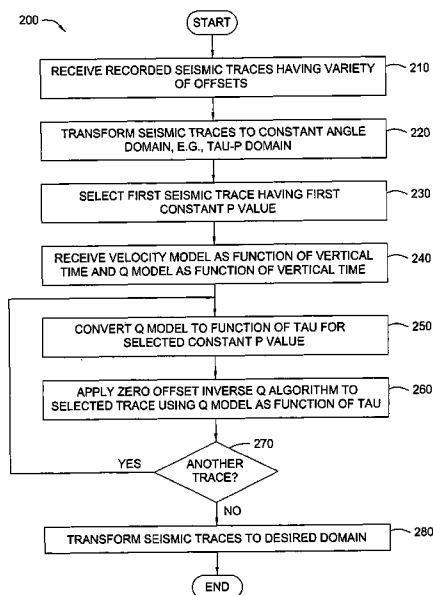 200
START
RECEIVE RECORDED SEISMIC TRACES HAVING VARIETY
OF OFFSETS
210
TRANSFORM SEISMIC TRACES TO CONSTANT ANGLE
DOMAIN, E.G., TAU-P DOMAIN
220
SELECT FIRST SEISMIC TRACE HAVING FIRST
CONSTANT P VALUE
230
RECEIVE VELOCITY MODEL AS FUNCTION OF VERTICAL
TIME AND Q MODEL AS FUNCTION OF VERTICAL TIME
240
CONVERT Q MODEL TO FUNCTION OF TAU FOR
SELECTED CONSTANT P VALUE
250
APPLY ZERO OFFSET INVERSE Q ALGORITHM TO
SELECTED TRACE USING Q MODEL AS FUNCTION OF TAU
260
270
YES
ANOTHER
TRACE?
NO
TRANSFORM SEISMIC TRACES TO DESIRED DOMAIN
280
END